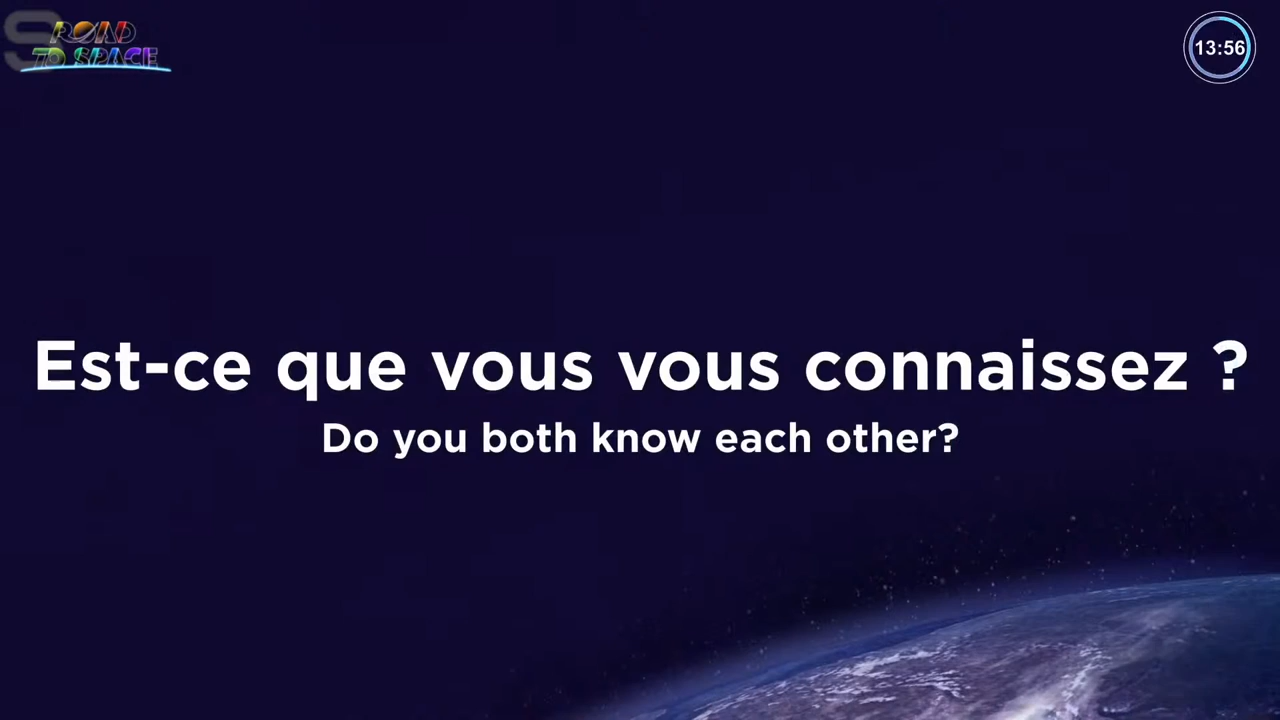 ROAD
TO SPACE
13:56
Est-ce que vous vous connaissez ?
Do you both know each other?